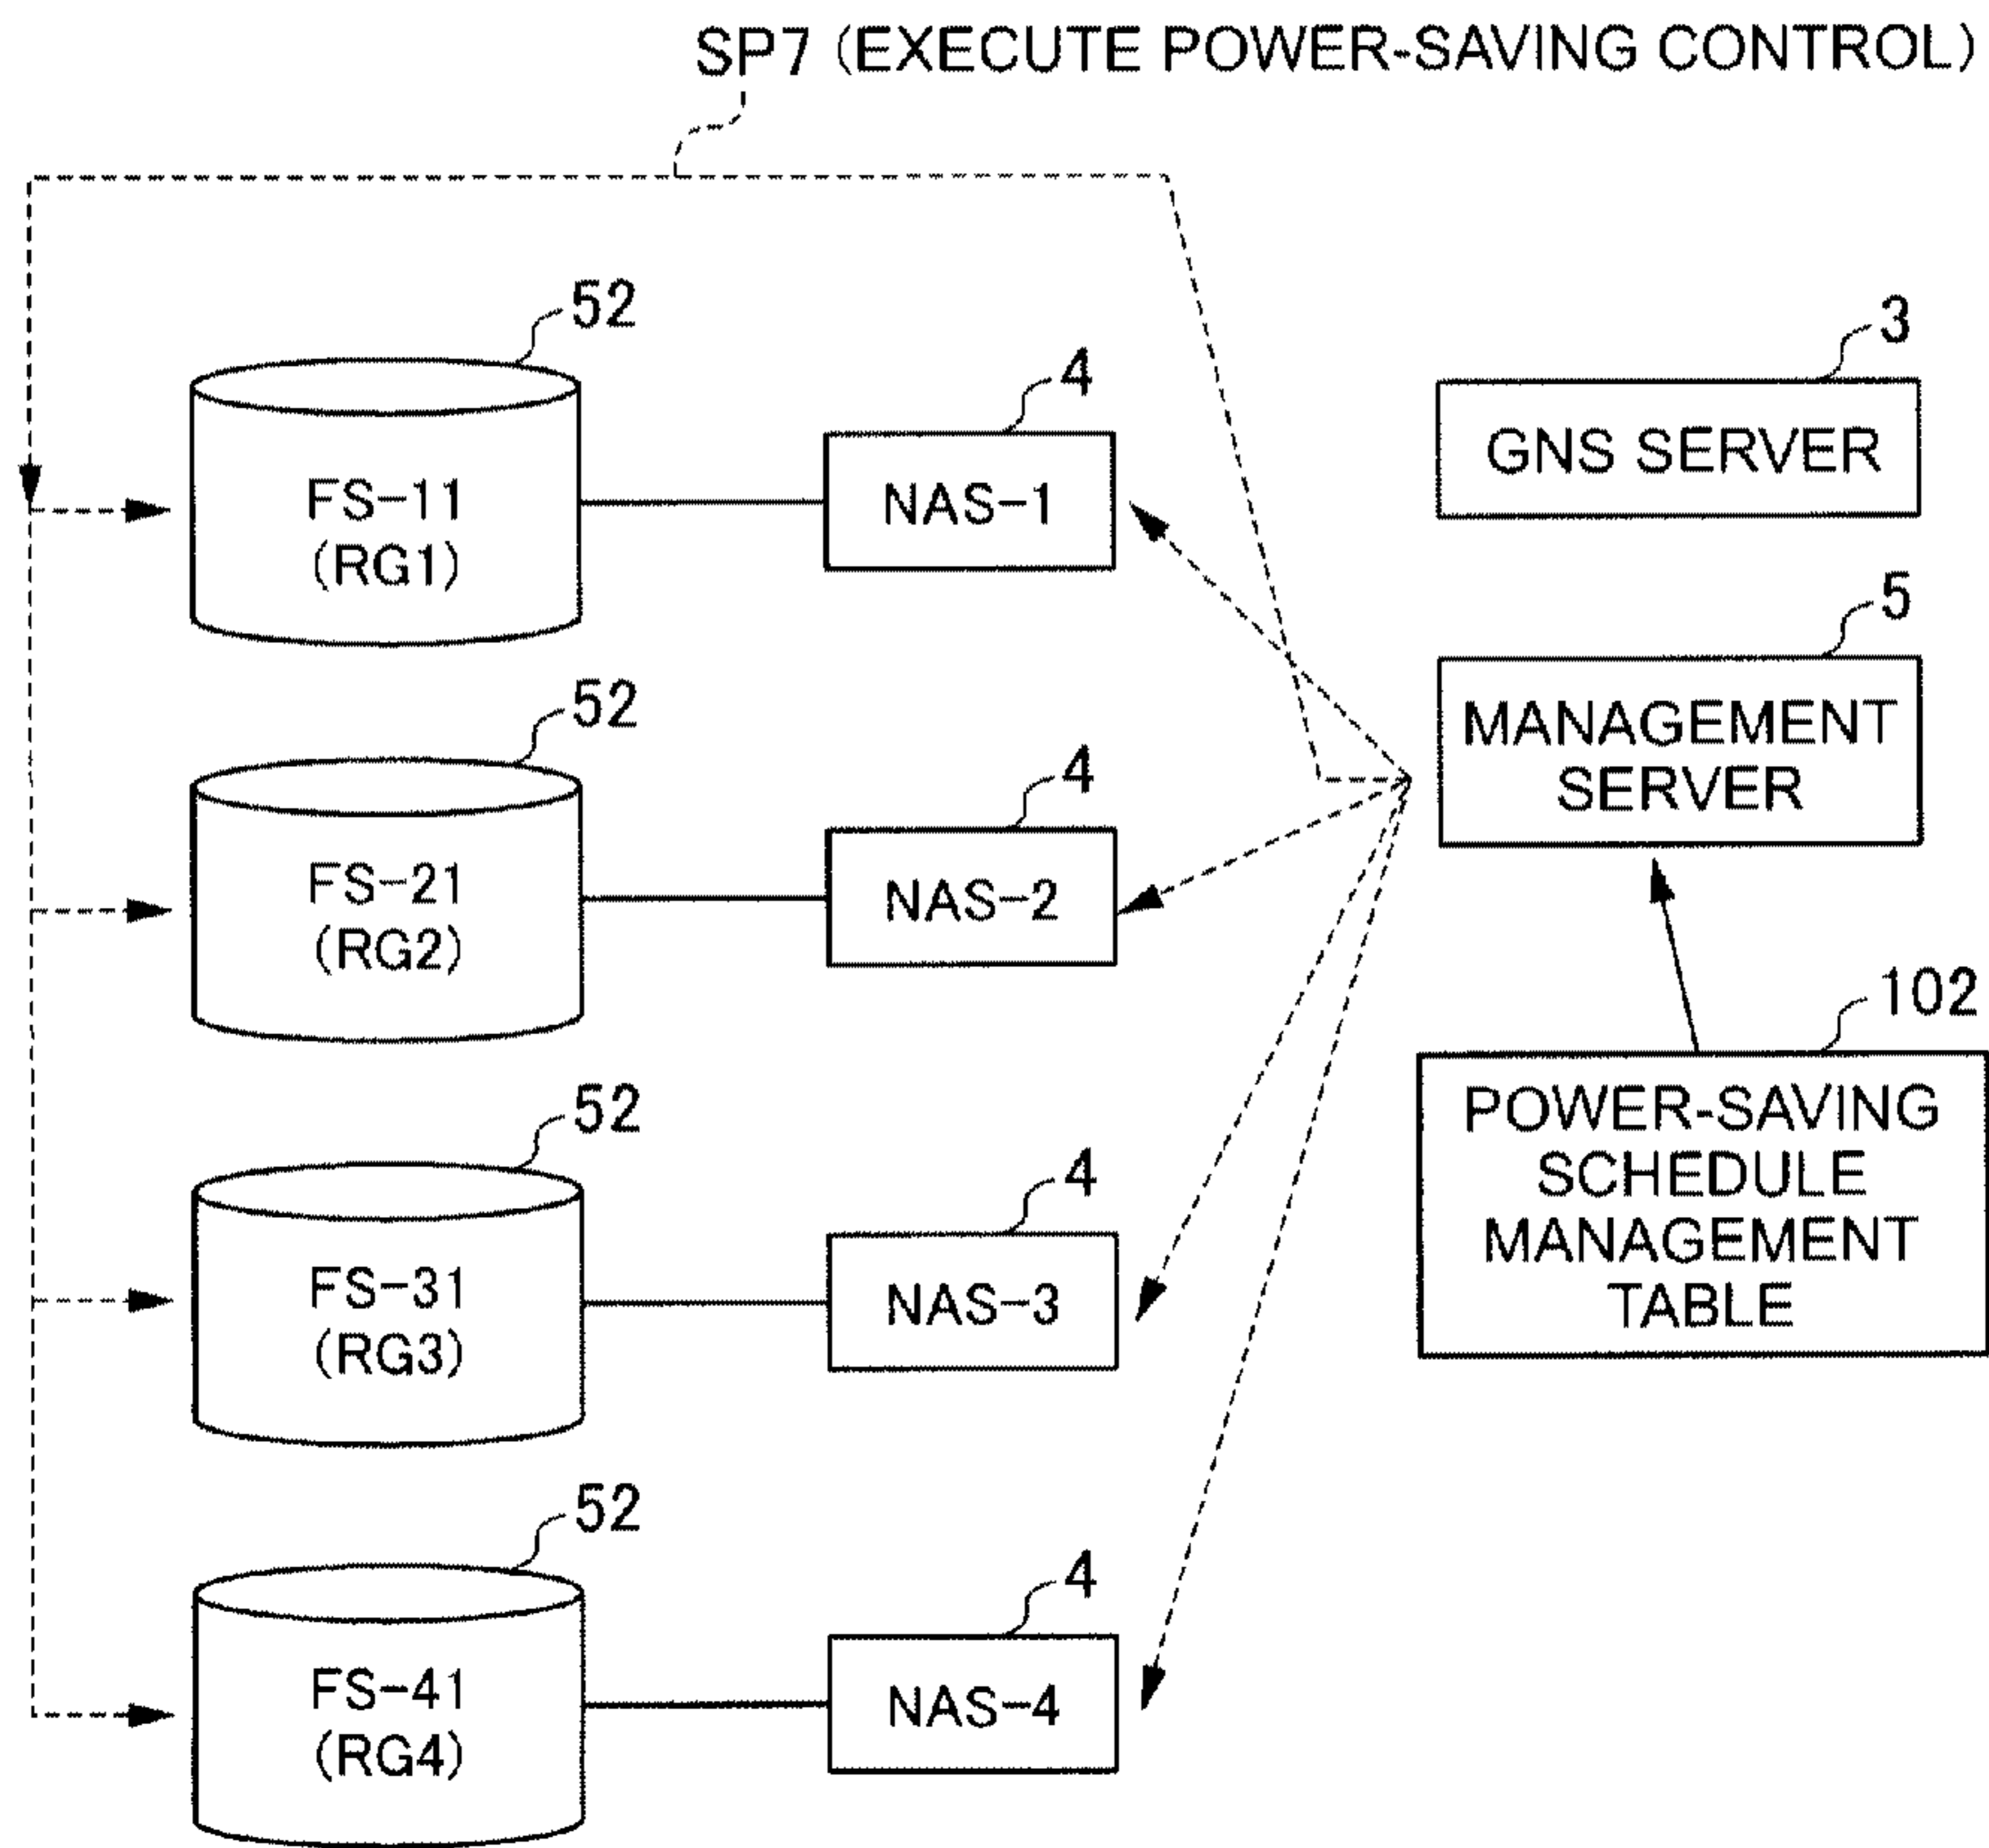 SP7 (EXECUTE POWER-SAVING CONTROL)
52
FS-11
(RG1)
4
NAS-1
3
GNS SERVER
5
MANAGEMENT
SERVER
52
FS-21
(RG2)
4
NAS-2
102
POWER-SAVING
SCHEDULE
MANAGEMENT
TABLE
52
FS-31
(RG3)
4
NAS-3
52
FS-41
(RG4)
4
NAS-4